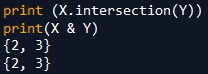 print (X.intersection(Y))
print(X & Y)
{2, 3}
{2, 3}